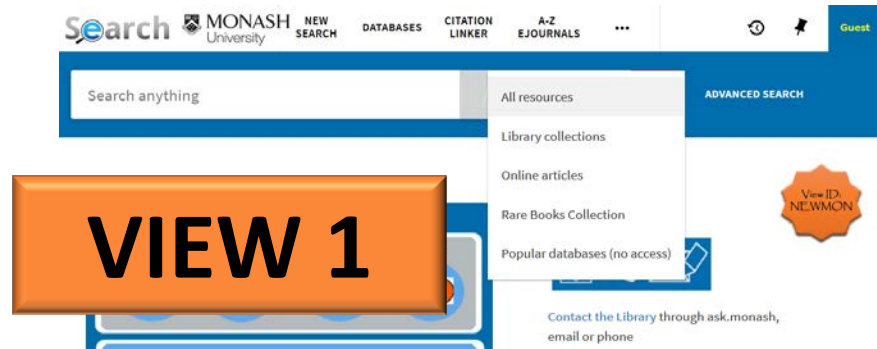 Search MONASH University NEW SEARCH DATABASES CITATION LINKER A-Z EJOURNALS ••• Guest
Search anything
All resources
ADVANCED SEARCH
Library collections
Online articles
Rare Books Collection
Popular databases (no access)
View ID:
NEWMON
VIEW 1
Contact the Library through ask.monash,
email or phone